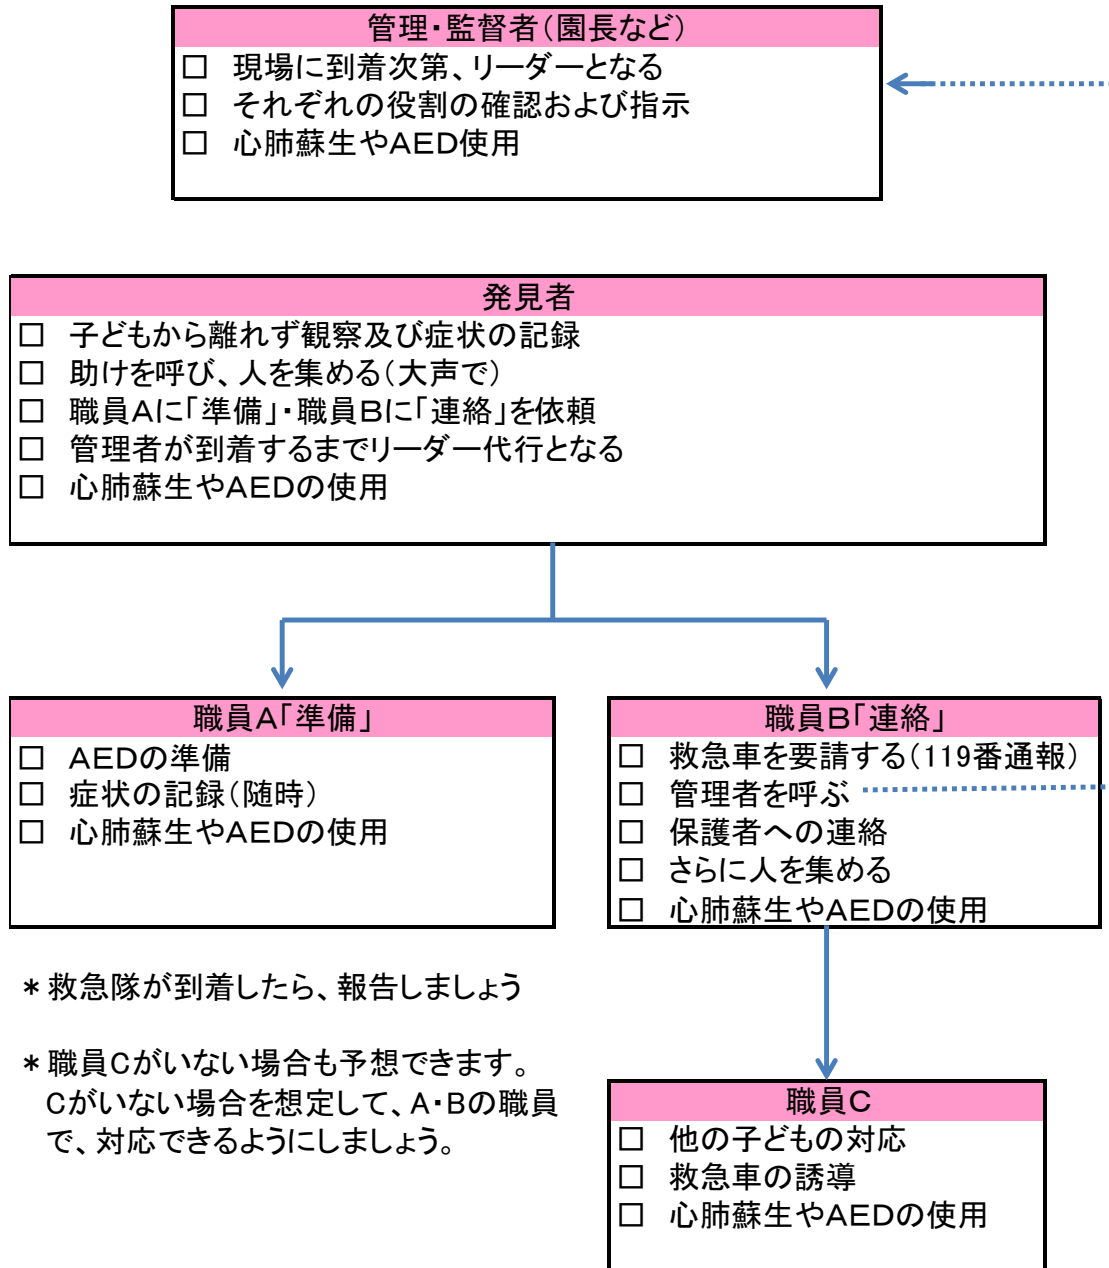 管理・監督者(園長など)
□ 現場に到着次第、リーダーとなる
□ それぞれの役割の確認および指示
□ 心肺蘇生やAED使用
発見者
□ 子どもから離れず観察及び症状の記録
□ 助けを呼び、人を集める(大声で)
□ 職員Aに「準備」・職員Bに「連絡」を依頼
□ 管理者が到着するまでリーダー代行となる
□ 心肺蘇生やAEDの使用
職員A「準備」
□ AEDの準備
□ 症状の記録(随時)
□ 心肺蘇生やAEDの使用
職員B「連絡」
□ 救急車を要請する(119番通報)
□ 管理者を呼ぶ
□ 保護者への連絡
□ さらに人を集める
□ 心肺蘇生やAEDの使用
*救急隊が到着したら、報告しましょう
*職員Cがいない場合も予想できます。
Cがいない場合を想定して、A・Bの職員
で、対応できるようにしましょう。
職員C
□ 他の子どもの対応
□ 救急車の誘導
□ 心肺蘇生やAEDの使用